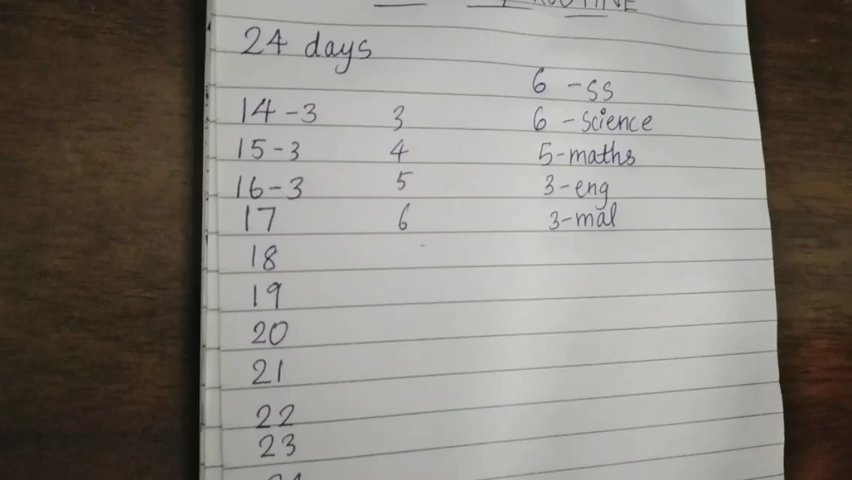 ROUTINE
24 days
6 - SS
14 - 3 3 6 - Science
15 - 3 4 5 - maths
16 - 3 5 3 - eng
17 6 3 - mal
18
19
20
21
22
23